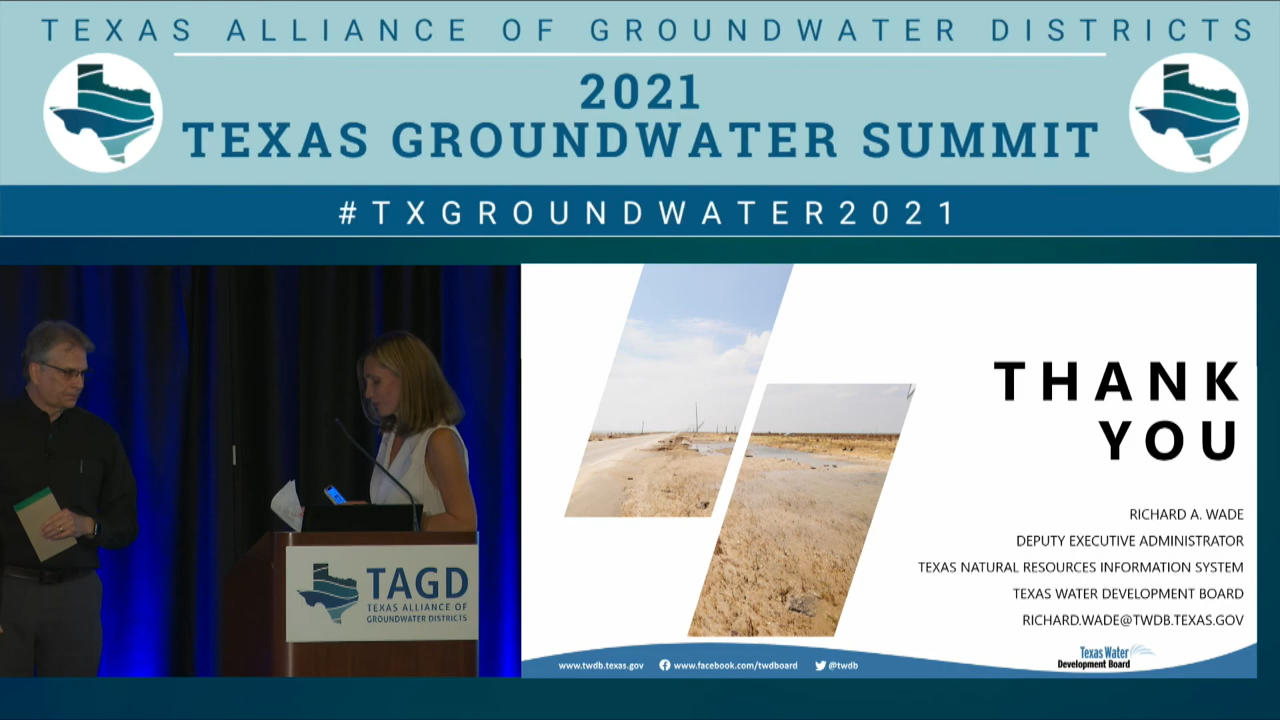 TEXAS ALLIANCE OF GROUNDWATER DISTRICTS
2021
TEXAS GROUNDWATER SUMMIT
#TXGROUNDWATER2021
TAGD
TEXAS ALLIANCE OF
GROUNDWATER DISTRICTS
THANK
YOU
RICHARD A. WADE
DEPUTY EXECUTIVE ADMINISTRATOR
TEXAS NATURAL RESOURCES INFORMATION SYSTEM
TEXAS WATER DEVELOPMENT BOARD
RICHARD.WADE@TWDB.TEXAS.GOV
www.twdb.texas.gov www.facebook.com/twdboard @twdb
Texas Water
Development Board